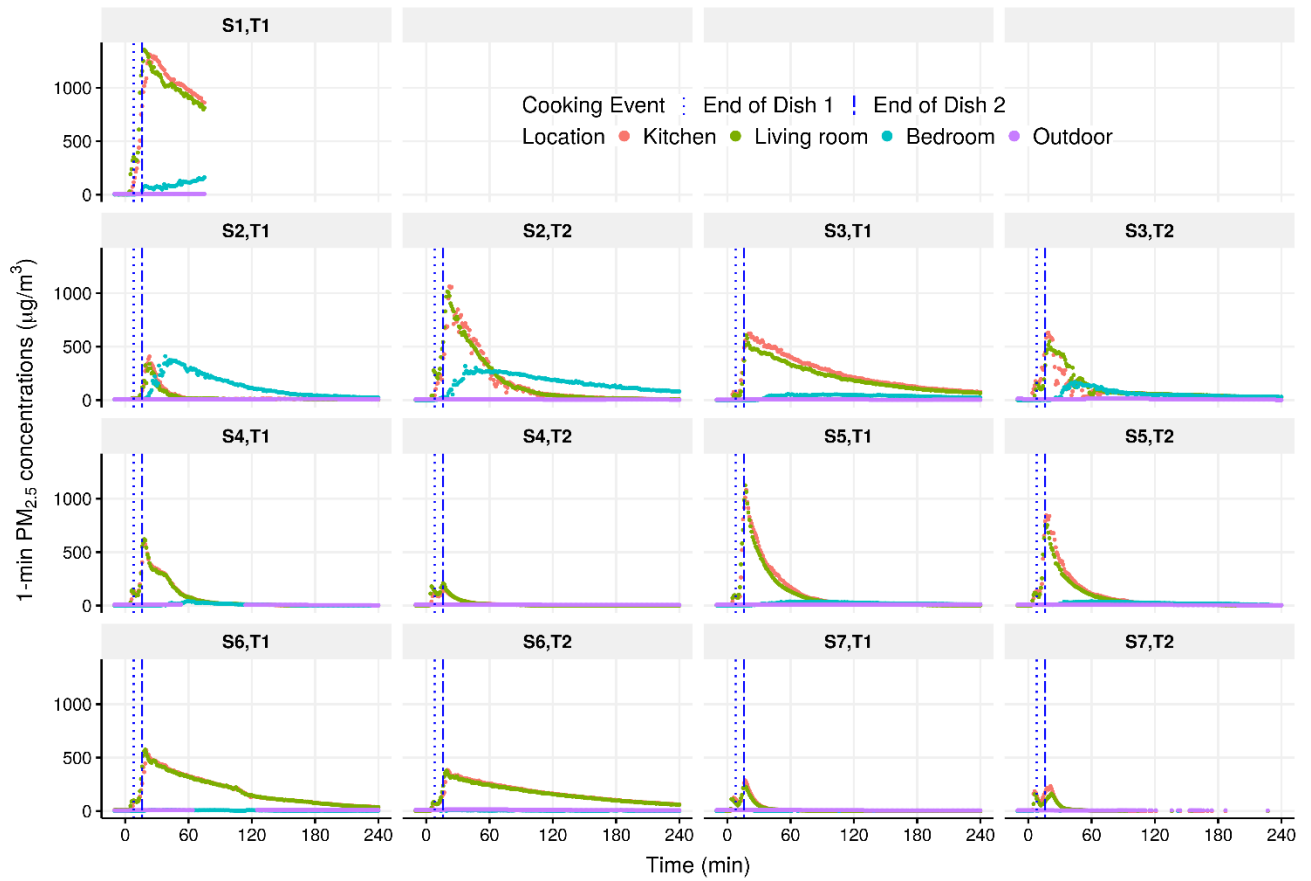 S1,T1
1000
500
0
Cooking Event End of Dish 1 End of Dish 2
Location Kitchen Living room Bedroom Outdoor
S2,T1 S2,T2 S3,T1 S3,T2
1000
500
0
S4,T1 S4,T2 S5,T1 S5,T2
1000
500
0
S6,T1 S6,T2 S7,T1 S7,T2
1000
500
0
0 60 120 180 240 0 60 120 180 240 0 60 120 180 240 0 60 120 180 240
Time (min)
1-min PM2.5 concentrations (μg/m³)